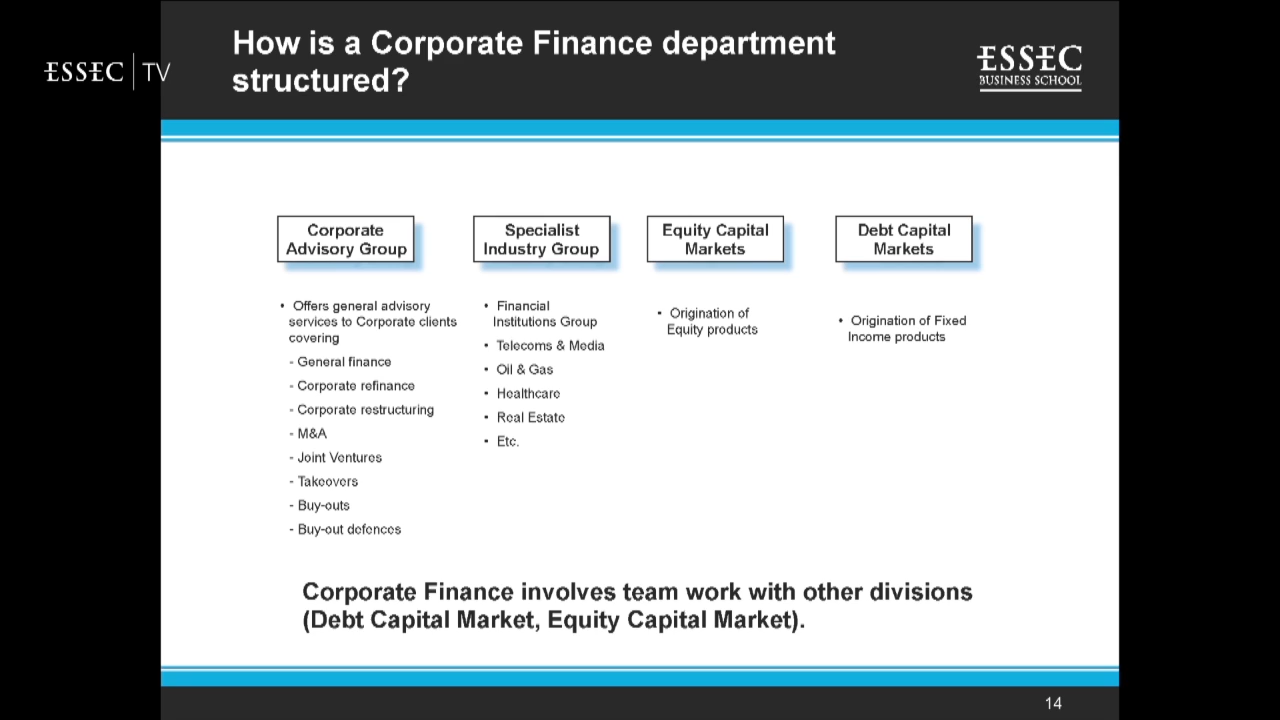 How is a Corporate Finance department
structured?
ESSEC | TV
ESSEC
BUSINESS SCHOOL
Corporate
Advisory Group
• Offers general advisory
services to Corporate clients
covering
- General finance
- Corporate refinance
- Corporate restructuring
- M&A
- Joint Ventures
- Takeovers
- Buy-outs
- Buy-out defences
Specialist
Industry Group
• Financial
Institutions Group
• Telecoms & Media
• Oil & Gas
• Healthcare
• Real Estate
• Etc.
Equity Capital
Markets
• Origination of
Equity products
Debt Capital
Markets
• Origination of Fixed
Income products
Corporate Finance involves team work with other divisions
(Debt Capital Market, Equity Capital Market).
14